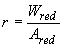 r = W_red / A_red